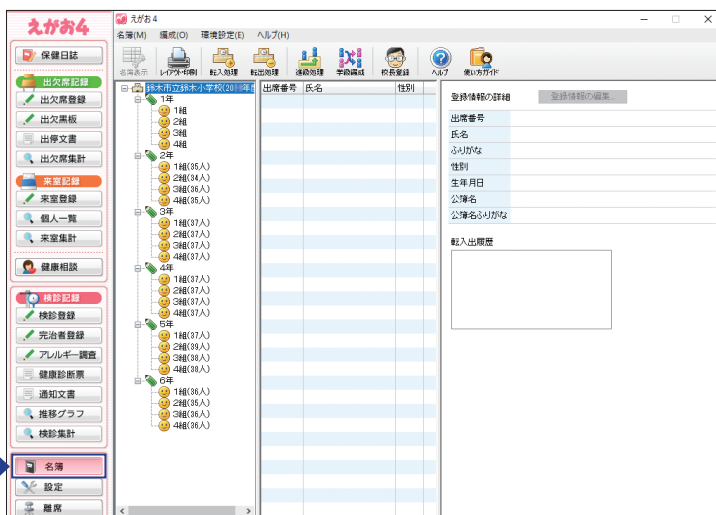 えがお4
保健日誌
出欠席記録
出欠席登録
出欠黒板
出停文書
出欠席集計
来室記録
来室登録
個人一覧
来室集計
健康相談
検診記録
検診登録
完治者登録
アレルギー調査
健康診断票
通知文書
推移グラフ
検診集計
名簿
設定
離席
えがお4
名簿(M) 編成(O) 環境設定(E) ヘルプ(H)
名簿表示 レイアウト・印刷 転入処理 転出処理 進級処理 学級編成 校長登録 ヘルプ 使い方ガイド
鈴木市立鈴木小学校(201
1年
1組
2組
3組
4組
2年
1組(35人)
2組(34人)
3組(36人)
4組(35人)
3年
1組(37人)
2組(37人)
3組(37人)
4組(37人)
4年
1組(37人)
2組(37人)
3組(37人)
4組(37人)
5年
1組(37人)
2組(39人)
3組(38人)
4組(38人)
6年
1組(36人)
2組(35人)
3組(36人)
4組(36人)
出席番号 氏名 性別
登録情報の詳細 登録情報の編集...
出席番号
氏名
ふりがな
性別
生年月日
公簿名
公簿名ふりがな
転入出履歴